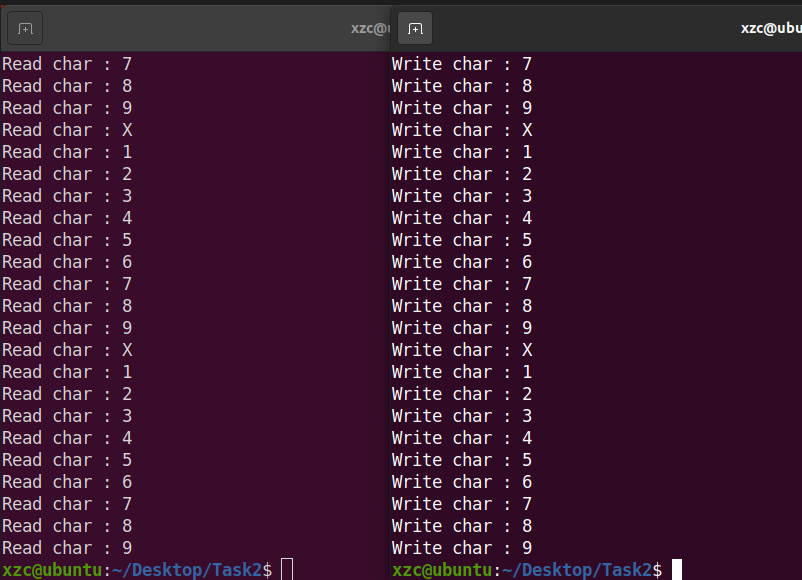 xzc@u
Read char : 7
Read char : 8
Read char : 9
Read char : X
Read char : 1
Read char : 2
Read char : 3
Read char : 4
Read char : 5
Read char : 6
Read char : 7
Read char : 8
Read char : 9
Read char : X
Read char : 1
Read char : 2
Read char : 3
Read char : 4
Read char : 5
Read char : 6
Read char : 7
Read char : 8
Read char : 9
xzc@ubuntu:~/Desktop/Task2$
xzc@ubu
Write char : 7
Write char : 8
Write char : 9
Write char : X
Write char : 1
Write char : 2
Write char : 3
Write char : 4
Write char : 5
Write char : 6
Write char : 7
Write char : 8
Write char : 9
Write char : X
Write char : 1
Write char : 2
Write char : 3
Write char : 4
Write char : 5
Write char : 6
Write char : 7
Write char : 8
Write char : 9
xzc@ubuntu:~/Desktop/Task2$